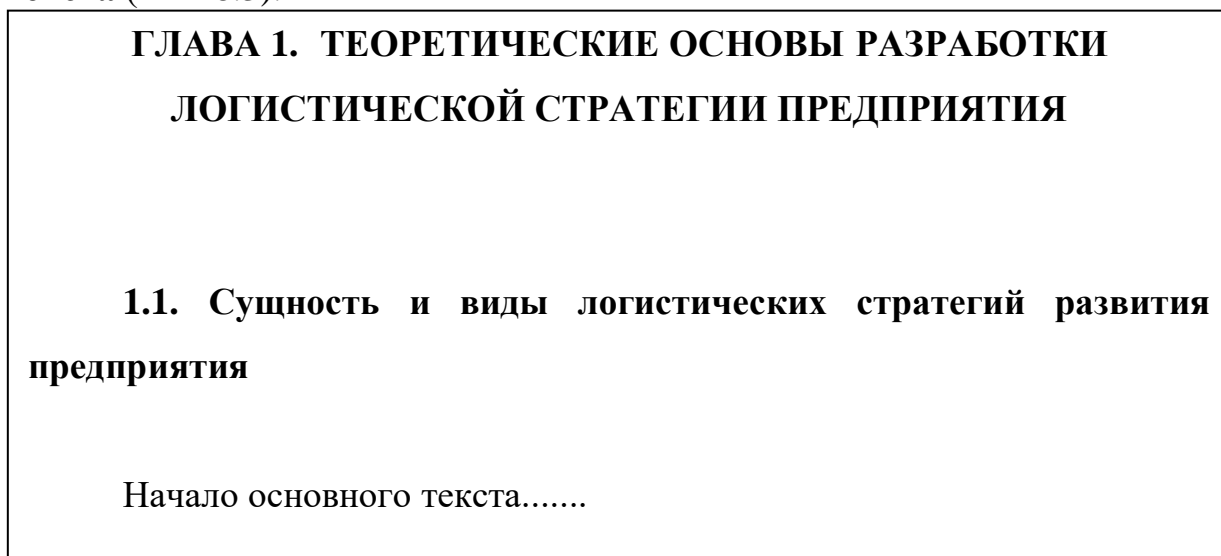 ГЛАВА 1. ТЕОРЕТИЧЕСКИЕ ОСНОВЫ РАЗРАБОТКИ
ЛОГИСТИЧЕСКОЙ СТРАТЕГИИ ПРЕДПРИЯТИЯ
1.1. Сущность и виды логистических стратегий развития
предприятия
Начало основного текста.......